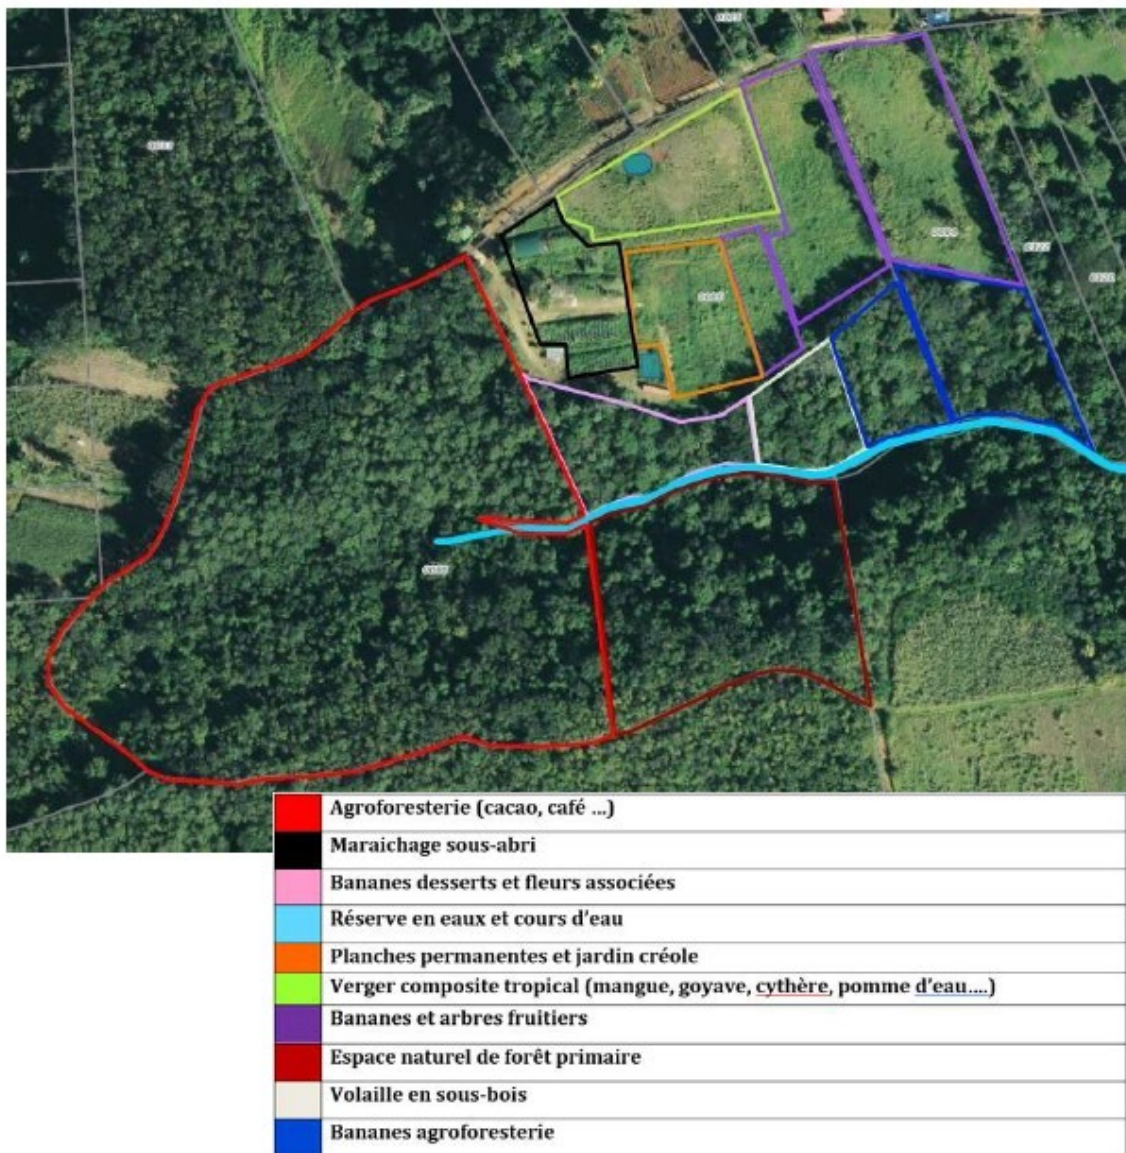 Agroforesterie (cacao, café ...)
Maraichage sous-abri
Bananes desserts et fleurs associées
Réserve en eaux et cours d'eau
Planches permanentes et jardin créole
Verger composite tropical (mangue, goyave, cythère, pomme d'eau....)
Bananes et arbres fruitiers
Espace naturel de forêt primaire
Volaille en sous-bois
Bananes agroforesterie